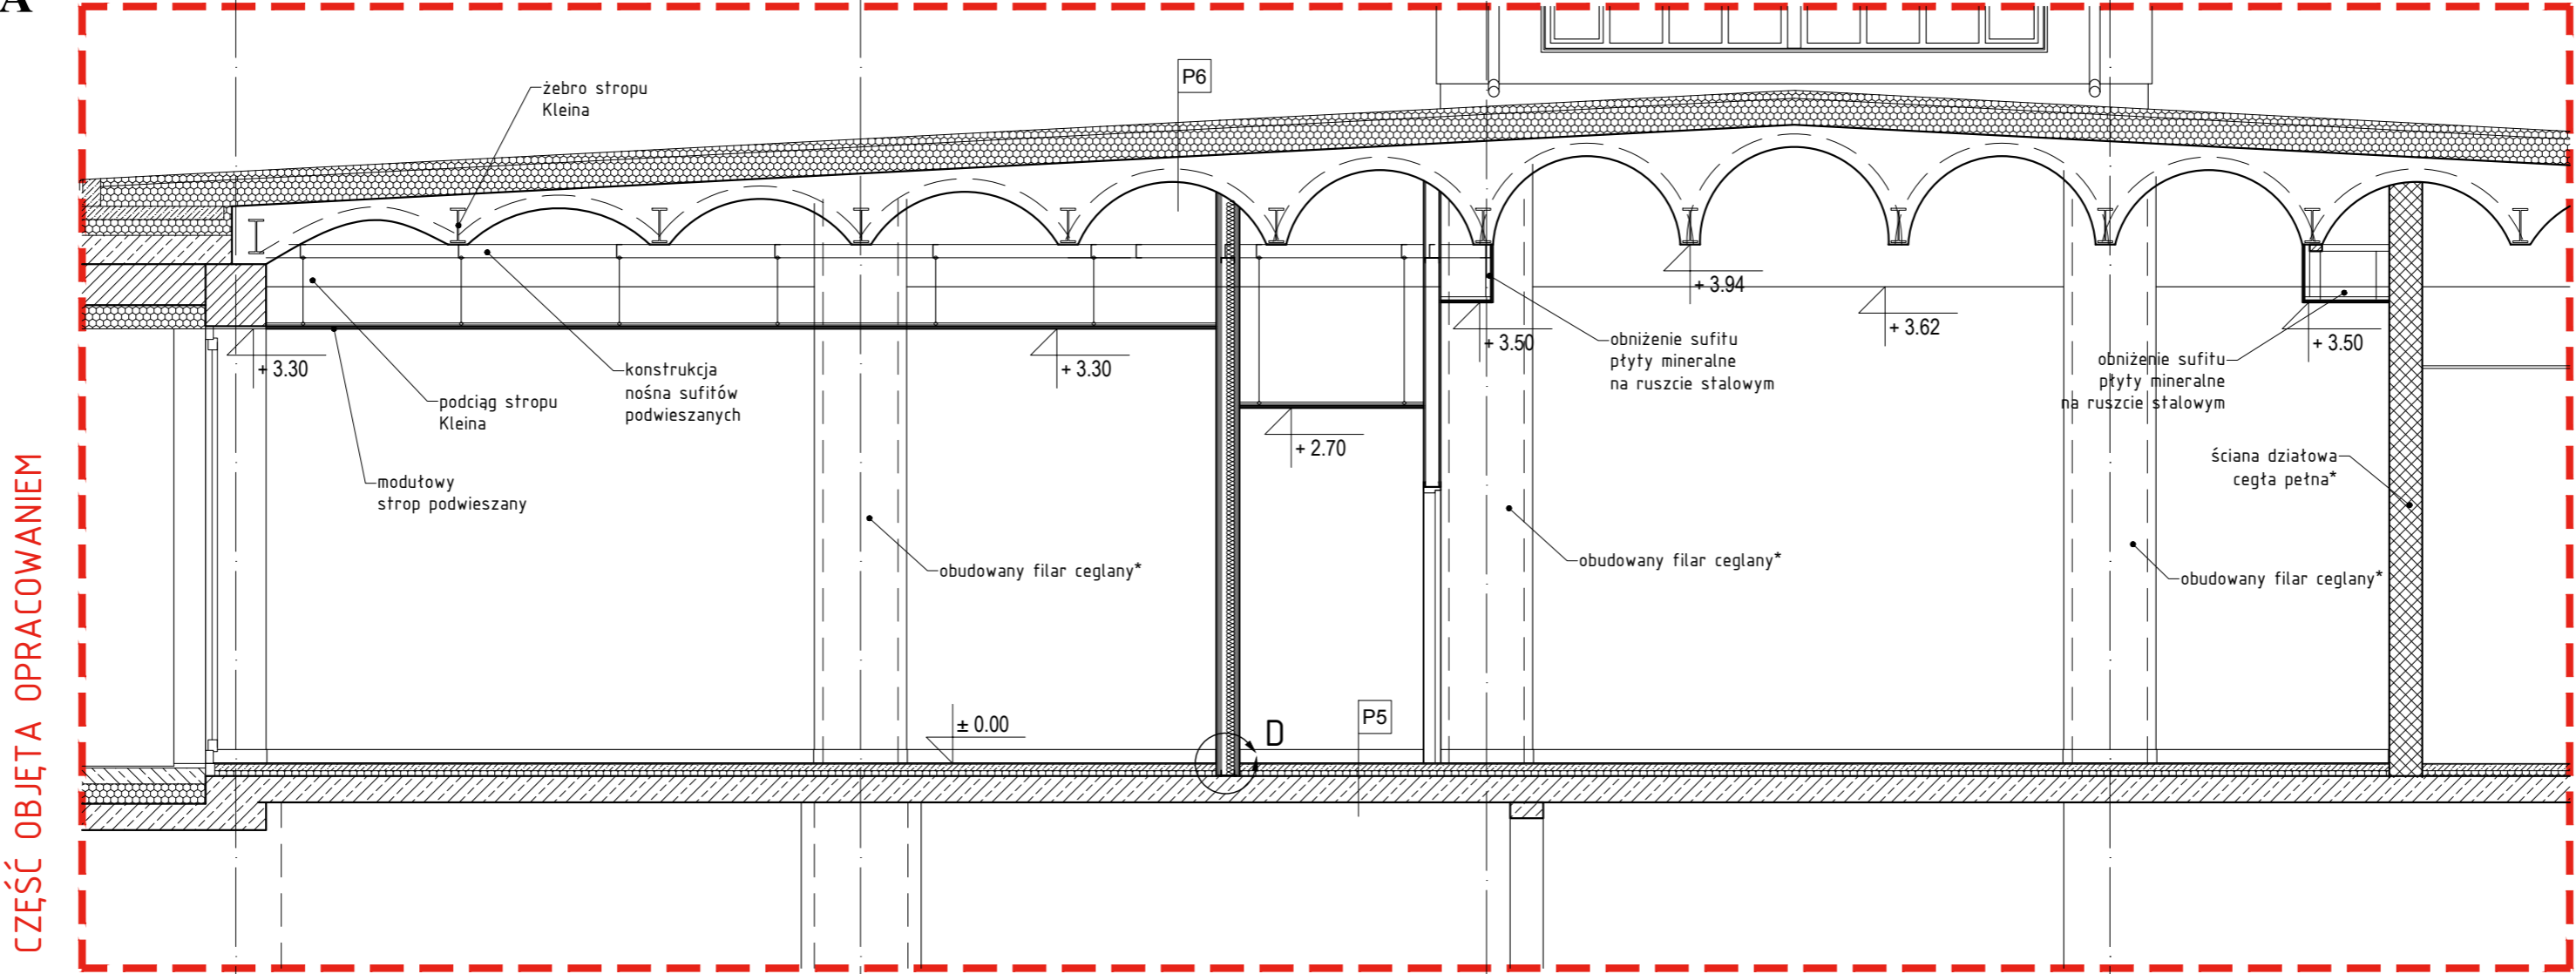 A
P6
żebro stropu
Kleina
+ 3.94
+ 3.62
+ 3.50
+ 3.50
+ 3.30
+ 3.30
obniżenie sufitu
płyty mineralne
na ruszcie stalowym
obniżenie sufitu
płyty mineralne
na ruszcie stalowym
konstrukcja
nośna sufitów
podwieszanych
podciąg stropu
Kleina
+ 2.70
modułowy
strop podwieszany
ściana działowa
cegła pełna*
obudowany filar ceglany*
obudowany filar ceglany*
obudowany filar ceglany*
± 0.00
D
P5
CZĘŚĆ OBJĘTA OPRACOWANIEM